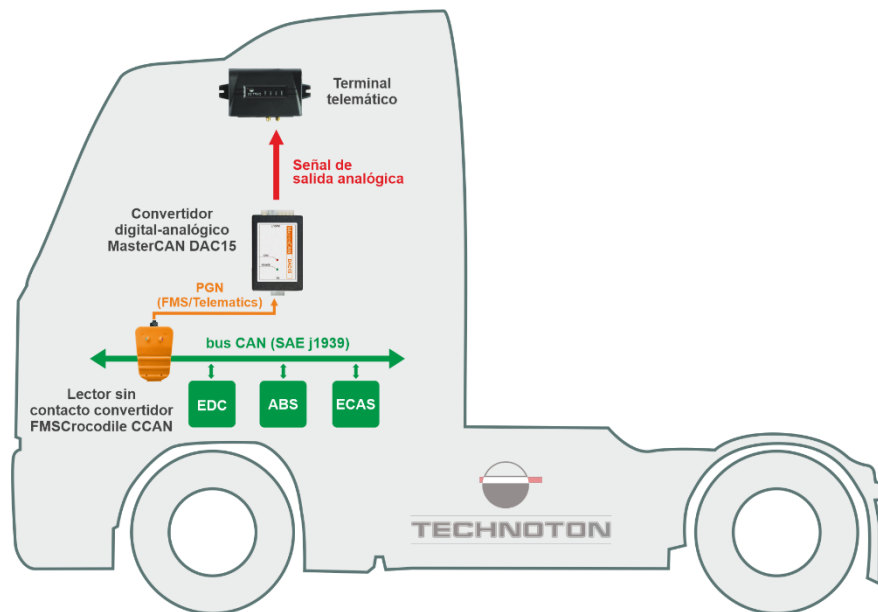 Terminal
telemático
Señal de
salida analógica
Convertidor
digital-analógico
MasterCAN DAC15
PGN
(FMS/Telematics)
bus CAN (SAE j1939)
Lector sin
contacto convertidor
FMSCrocodile CCAN
EDC
ABS
ECAS
TECHNOTON